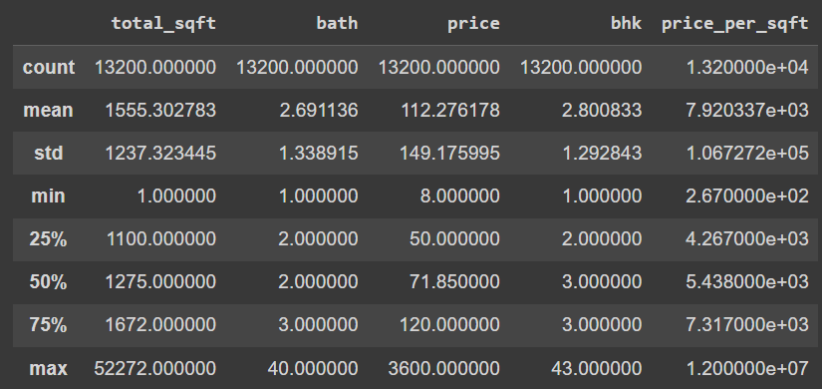 total_sqft bath price bhk price_per_sqft
count 13200.000000 13200.000000 13200.000000 13200.000000 1.320000e+04
mean 1555.302783 2.691136 112.276178 2.800833 7.920337e+03
std 1237.323445 1.338915 149.175995 1.292843 1.067272e+05
min 1.000000 1.000000 8.000000 1.000000 2.670000e+02
25% 1100.000000 2.000000 50.000000 2.000000 4.267000e+03
50% 1275.000000 2.000000 71.850000 3.000000 5.438000e+03
75% 1672.000000 3.000000 120.000000 3.000000 7.317000e+03
max 52272.000000 40.000000 3600.000000 43.000000 1.200000e+07